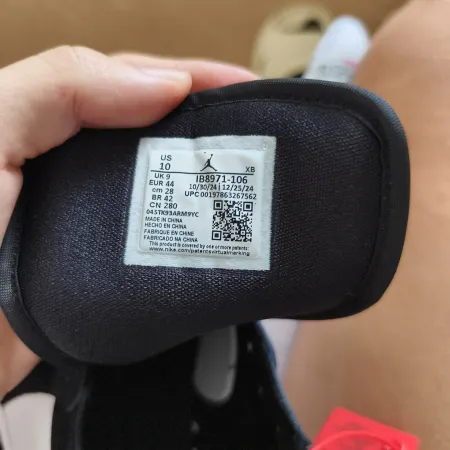 US
10
XB
UK 9
EUR 44
cm 28
BR 42
CN 280
IB8971-106
10/30/24 | 12/25/24
UPC 00197863267562
045TK93ARM9YC
MADE IN CHINA
HECHO EN CHINA
FABRIQUE EN CHINE
FABRICADO NA CHINA
This product is covered by one or more patents:
www.nike.com/patentsvirtualmarking